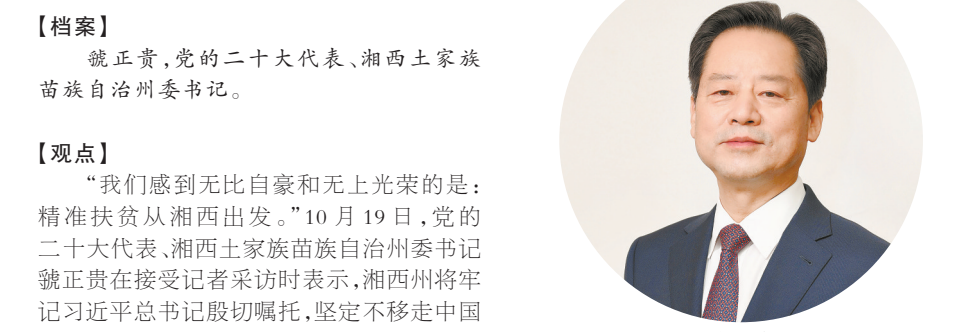 【档案】
虢正贵,党的二十大代表、湘西土家族
苗族自治州委书记。
【观点】
“我们感到无比自豪和无上光荣的是：
精准扶贫从湘西出发。”10月19日,党的
二十大代表、湘西土家族苗族自治州委书记
虢正贵在接受记者采访时表示,湘西州将牢
记习近平总书记殷切嘱托,坚定不移走中国